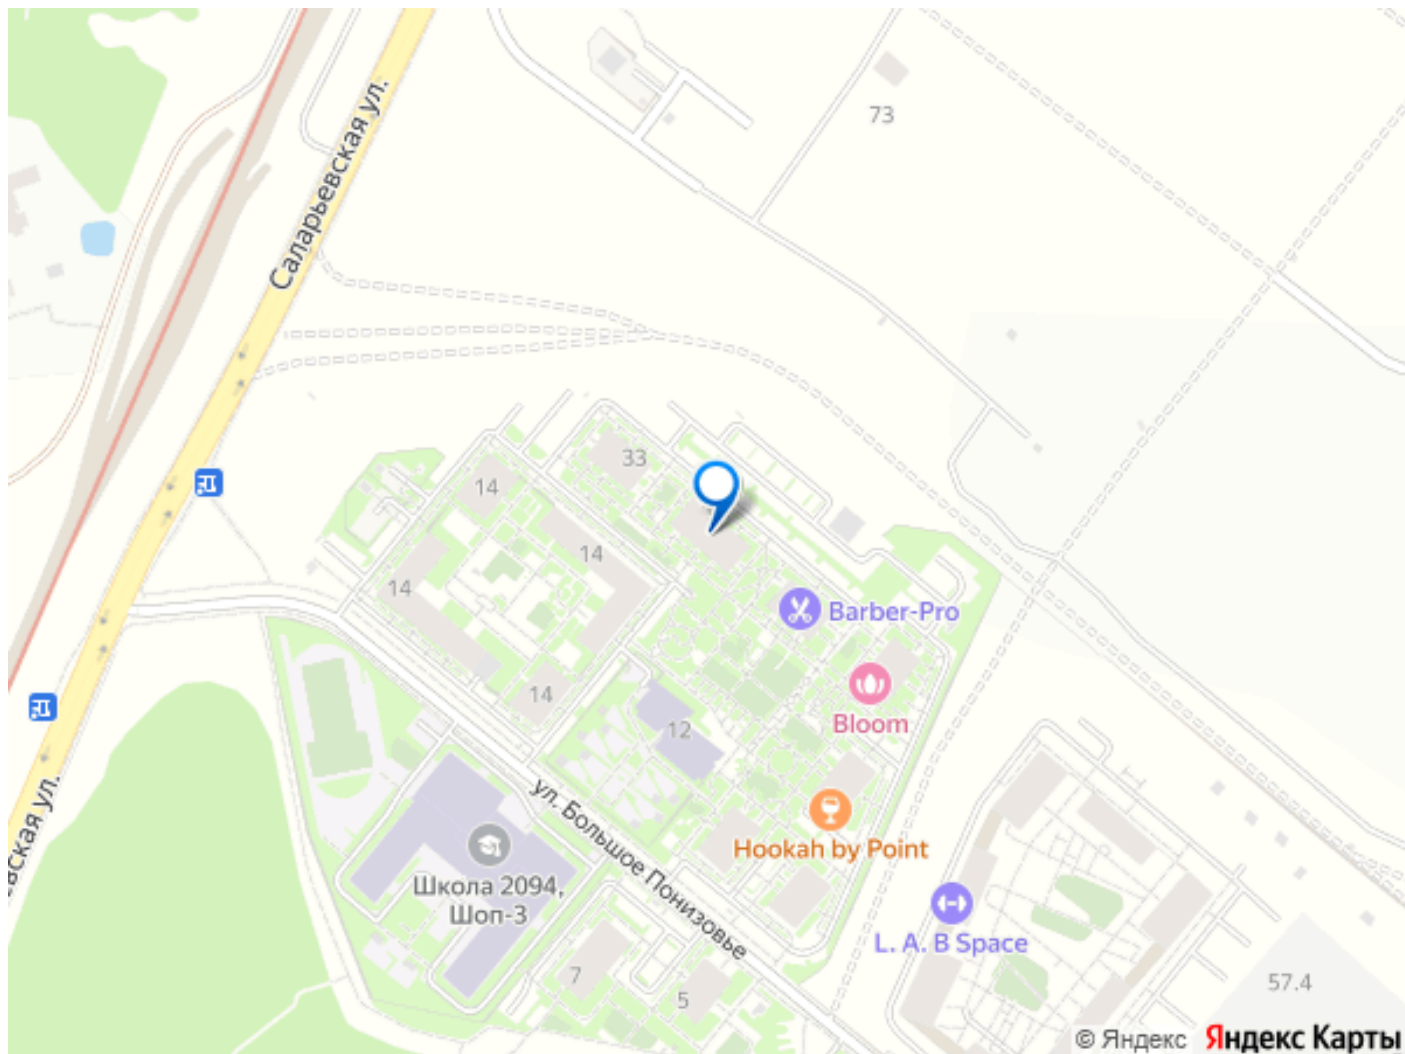 73
Саларьевская ул.
33
14
14
14
Barber-Pro
14
12
Bloom
евская ул.
ул. Большое Понизовье
Hookah by Point
Школа 2094,
Шоп-3
L. A. B Space
7
5
57.4
© Яндекс Яндекс Карты